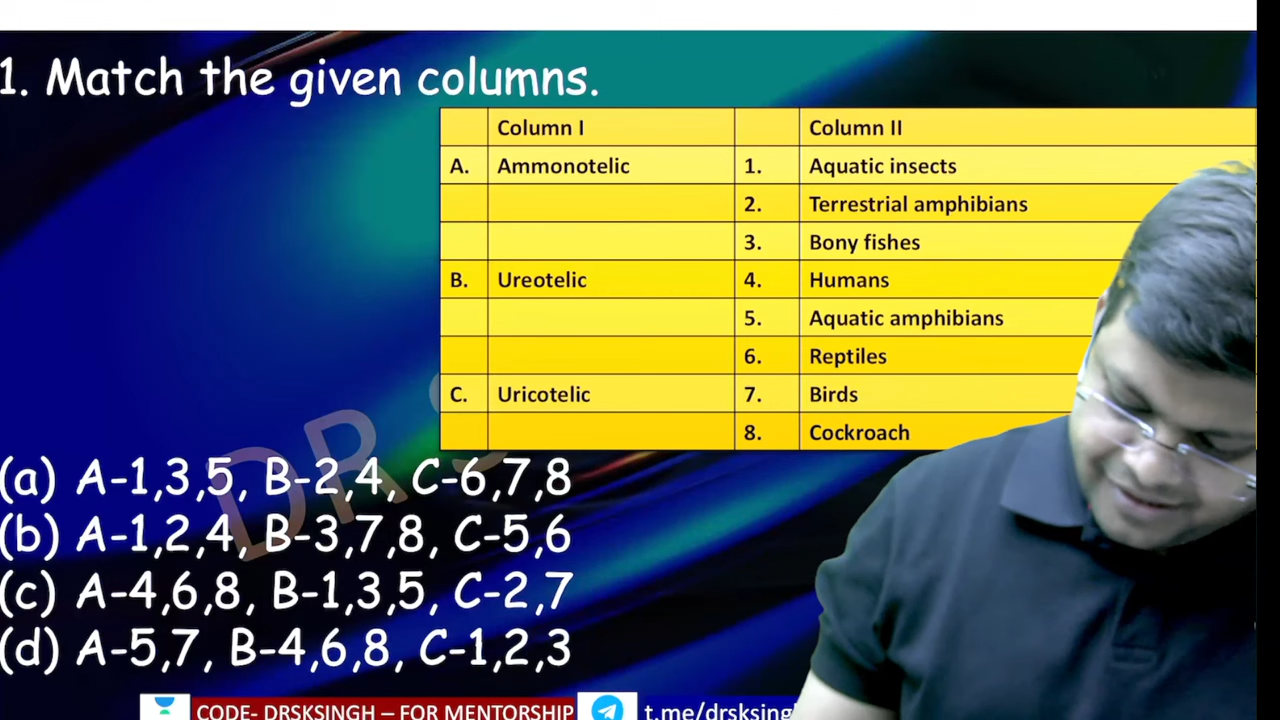 1. Match the given columns.
Column I Column II
A. Ammonotelic 1. Aquatic insects
2. Terrestrial amphibians
3. Bony fishes
B. Ureotelic 4. Humans
5. Aquatic amphibians
6. Reptiles
C. Uricotelic 7. Birds
8. Cockroach
DR S
(a) A-1,3,5, B-2,4, C-6,7,8
(b) A-1,2,4, B-3,7,8, C-5,6
(c) A-4,6,8, B-1,3,5, C-2,7
(d) A-5,7, B-4,6,8, C-1,2,3
CODE- DRSKSINGH – FOR MENTORSHIP t.me/drsksingh